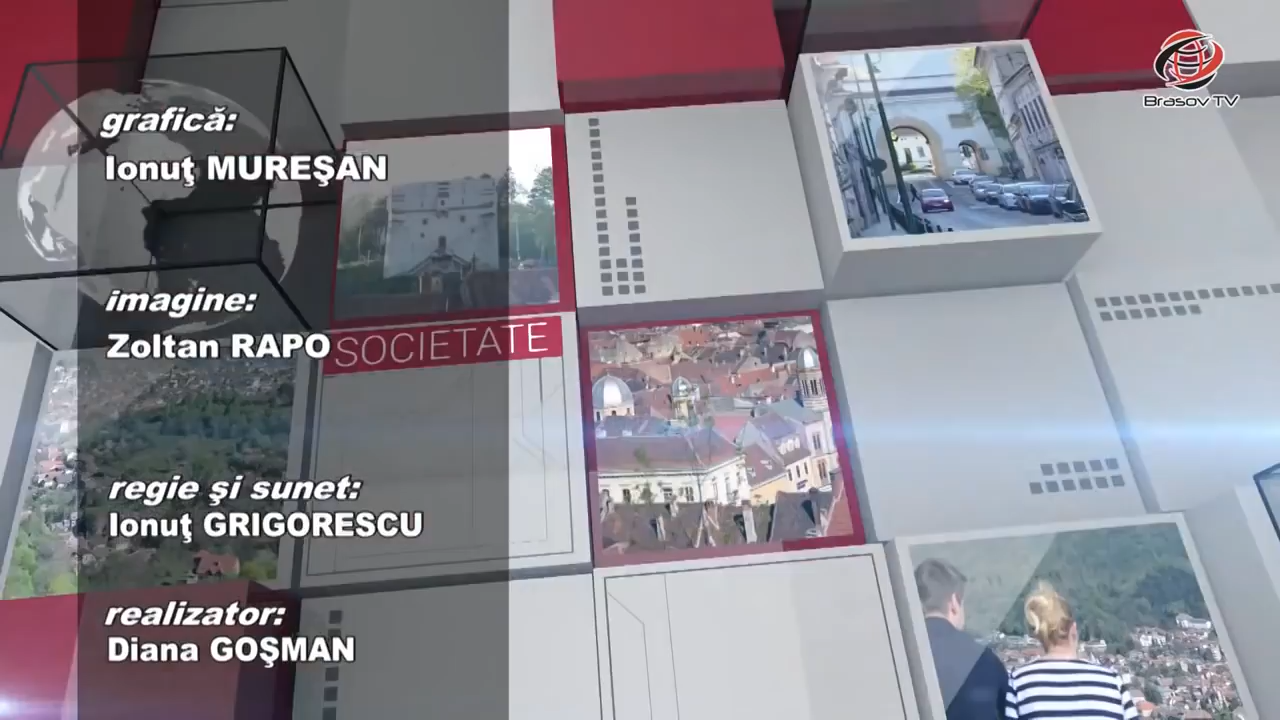 grafică:
Ionuţ MUREŞAN
imagine:
Zoltan RAPO
SOCIETATE
regie şi sunet:
Ionuţ GRIGORESCU
realizator:
Diana GOŞMAN
Brasov TV